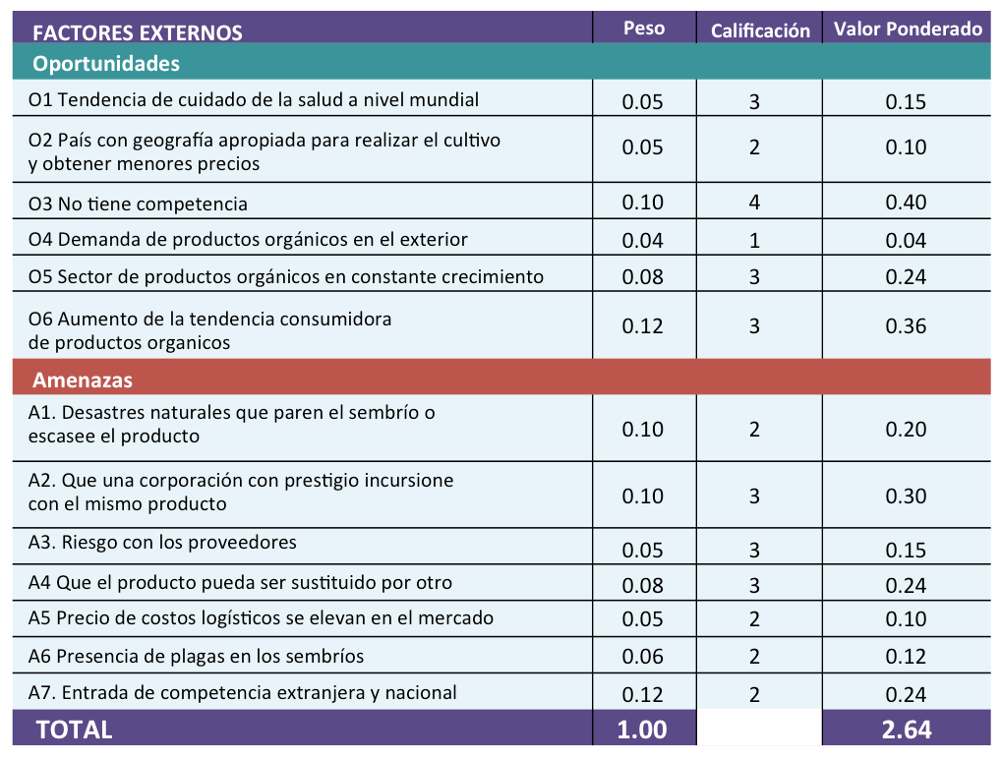 FACTORES EXTERNOS Peso Calificación Valor Ponderado
Oportunidades
O1 Tendencia de cuidado de la salud a nivel mundial 0.05 3 0.15
O2 País con geografía apropiada para realizar el cultivo
y obtener menores precios 0.05 2 0.10
O3 No tiene competencia 0.10 4 0.40
O4 Demanda de productos orgánicos en el exterior 0.04 1 0.04
O5 Sector de productos orgánicos en constante crecimiento 0.08 3 0.24
O6 Aumento de la tendencia consumidora
de productos organicos 0.12 3 0.36
Amenazas
A1. Desastres naturales que paren el sembrío o
escasee el producto 0.10 2 0.20
A2. Que una corporación con prestigio incursione
con el mismo producto 0.10 3 0.30
A3. Riesgo con los proveedores 0.05 3 0.15
A4 Que el producto pueda ser sustituido por otro 0.08 3 0.24
A5 Precio de costos logísticos se elevan en el mercado 0.05 2 0.10
A6 Presencia de plagas en los sembríos 0.06 2 0.12
A7. Entrada de competencia extranjera y nacional 0.12 2 0.24
TOTAL 1.00 2.64